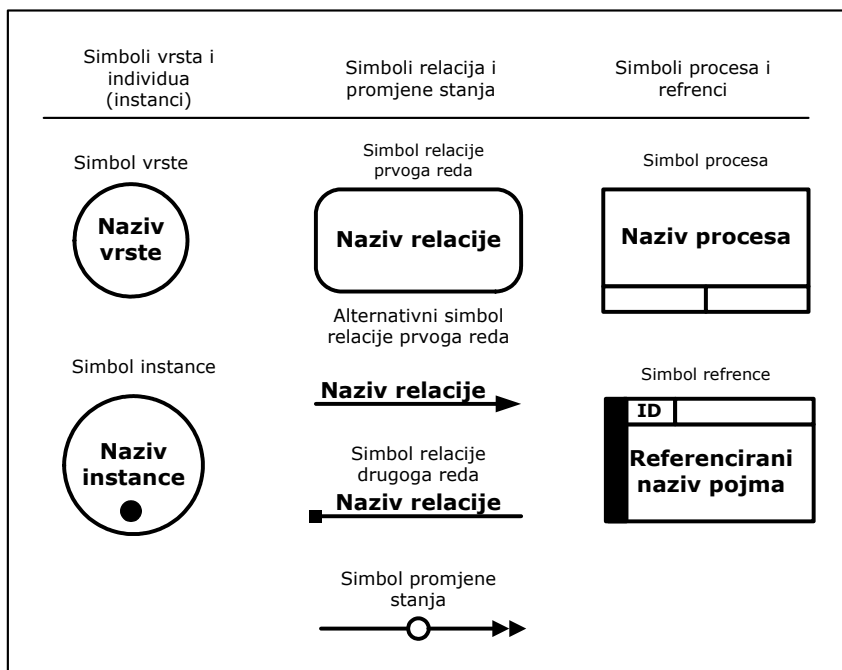 Simboli vrsta i
individua
(instanci)
Simboli relacija i
promjene stanja
Simboli procesa i
refrenci
Simbol vrste
Naziv
vrste
Simbol instance
Naziv
instance
Simbol relacije
prvoga reda
Naziv relacije
Alternativni simbol
relacije prvoga reda
Naziv relacije
Simbol relacije
drugoga reda
Naziv relacije
Simbol promjene
stanja
Simbol procesa
Naziv procesa
Simbol refrence
ID
Referencirani
naziv pojma